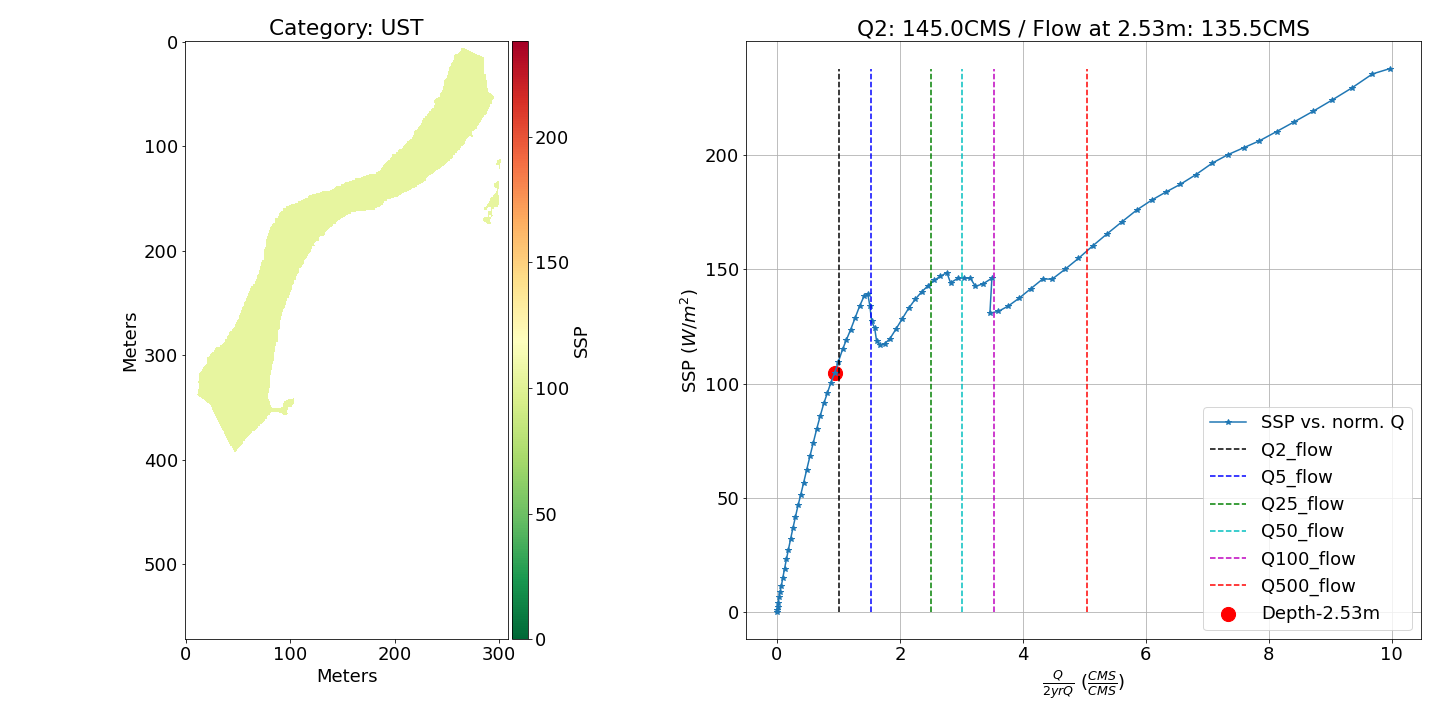 Category: UST
0
100
200
300
400
500
Meters
0
100
200
300
Meters
200
150
100
50
0
SSP
Q2: 145.0CMS / Flow at 2.53m: 135.5CMS
200
150
100
50
0
SSP (W/m²)
0
2
4
6
8
10
Q/2yrQ (CMS/CMS)
SSP vs. norm. Q
Q2_flow
Q5_flow
Q25_flow
Q50_flow
Q100_flow
Q500_flow
Depth-2.53m